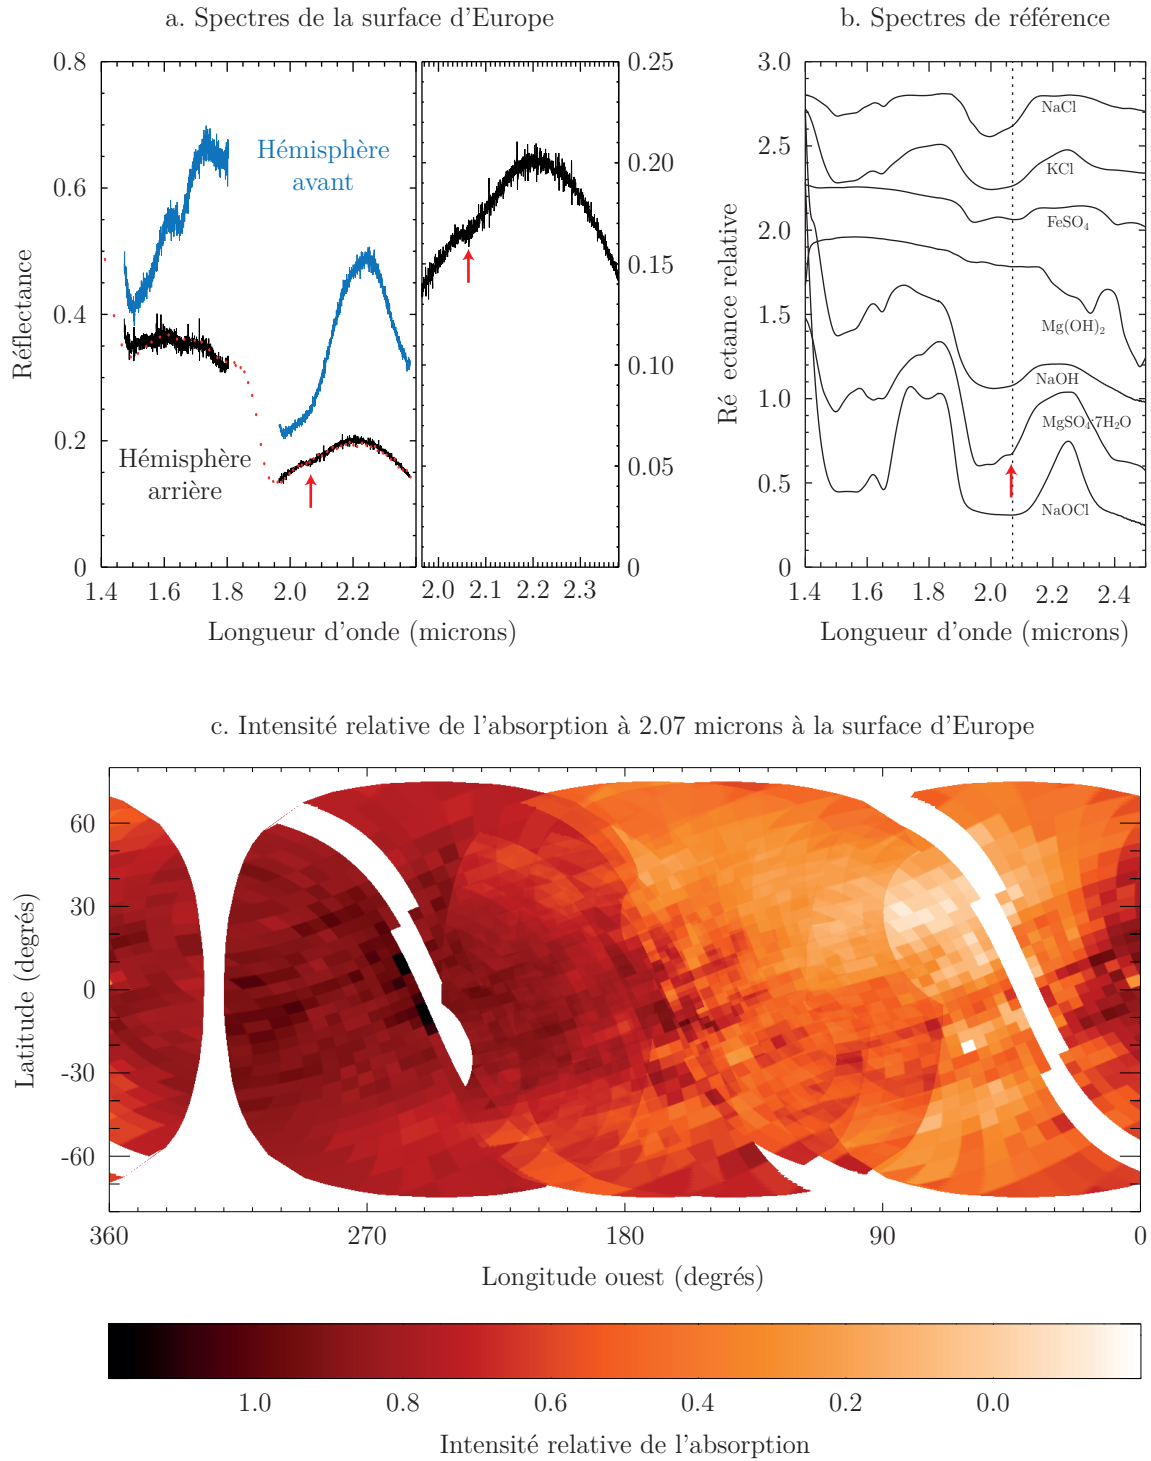 a. Spectres de la surface d'Europe
b. Spectres de référence
0.8
0.6
0.4
0.2
0
Réflectance
Hémisphère
avant
Hémisphère
arrière
1.4
1.6
1.8
2.0
2.2
0.25
0.20
0.15
0.10
0.05
0
2.0
2.1
2.2
2.3
Longueur d'onde (microns)
3.0
2.5
2.0
1.5
1.0
0.5
0
Ré ectance relative
NaCl
KCl
FeSO4
Mg(OH)2
NaOH
MgSO4·7H2O
NaOCl
1.4
1.6
1.8
2.0
2.2
2.4
Longueur d'onde (microns)
c. Intensité relative de l'absorption à 2.07 microns à la surface d'Europe
60
30
0
-30
-60
Latitude (degrés)
360
270
180
90
0
Longitude ouest (degrés)
1.0
0.8
0.6
0.4
0.2
0.0
Intensité relative de l'absorption